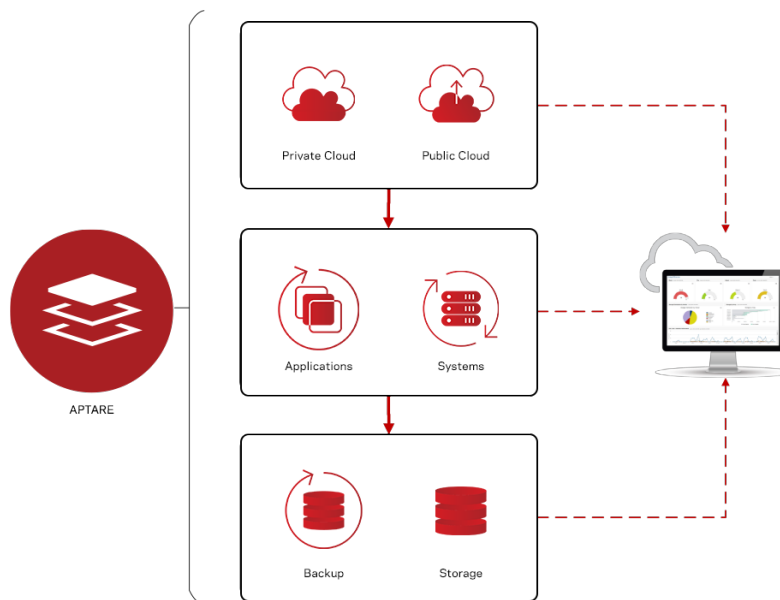 Private Cloud
Public Cloud
Applications
Systems
APTARE
Backup
Storage